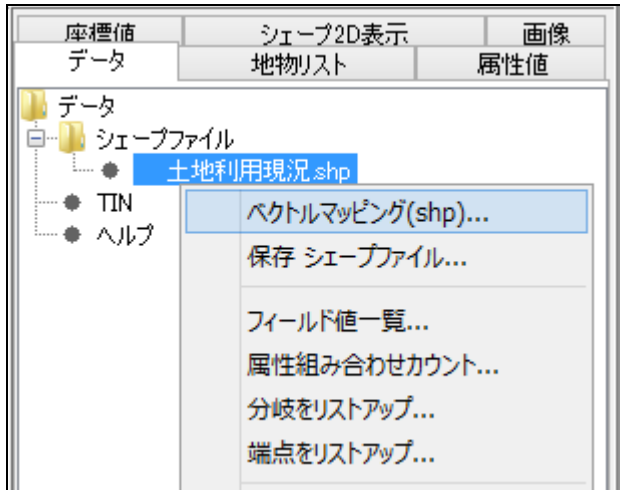 座標値 シェープ2D表示 画像
データ 地物リスト 属性値
データ
シェープファイル
土地利用現況.shp
TIN
ヘルプ
ベクトルマッピング(shp)...
保存 シェープファイル...
フィールド値一覧...
属性組み合わせカウント...
分岐をリストアップ...
端点をリストアップ...